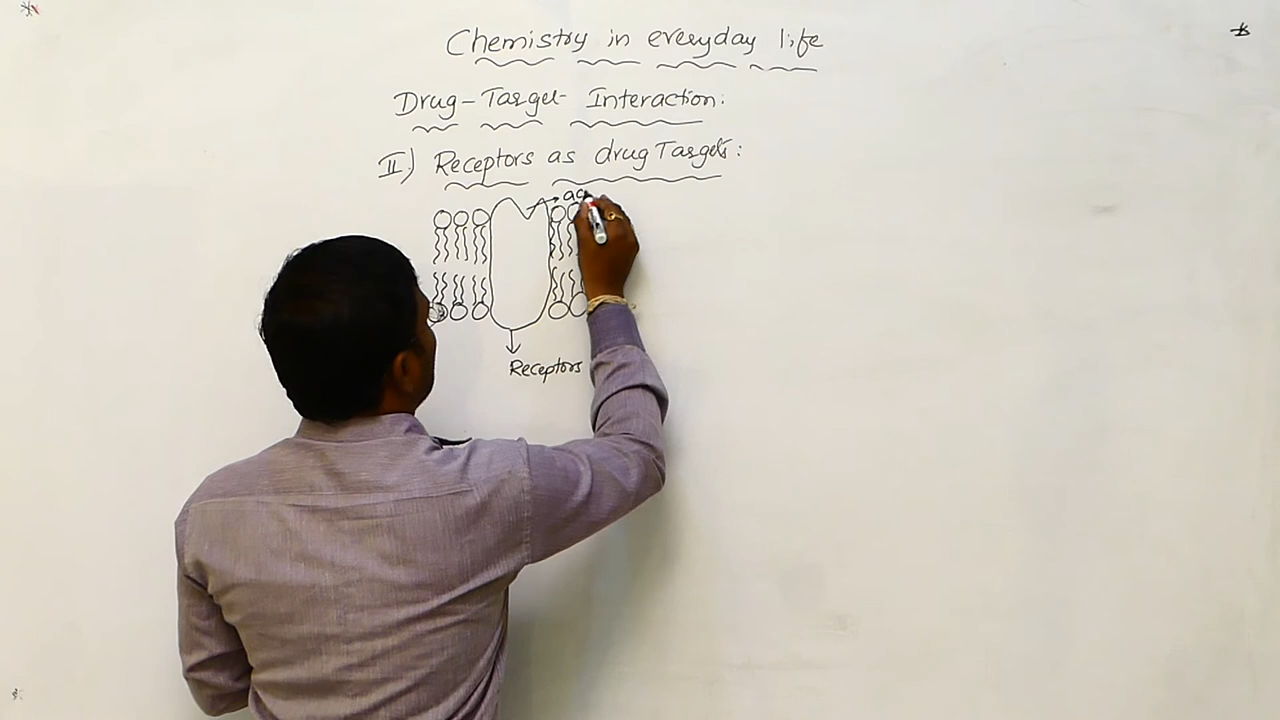 Chemistry in everyday life
Drug-Target- Interaction:
II) Receptors as drug Targets:
Receptors